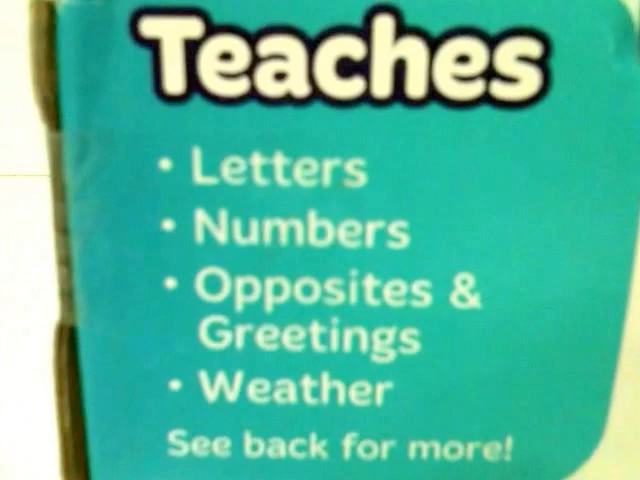 Teaches
• Letters
• Numbers
• Opposites &
Greetings
• Weather
See back for more!